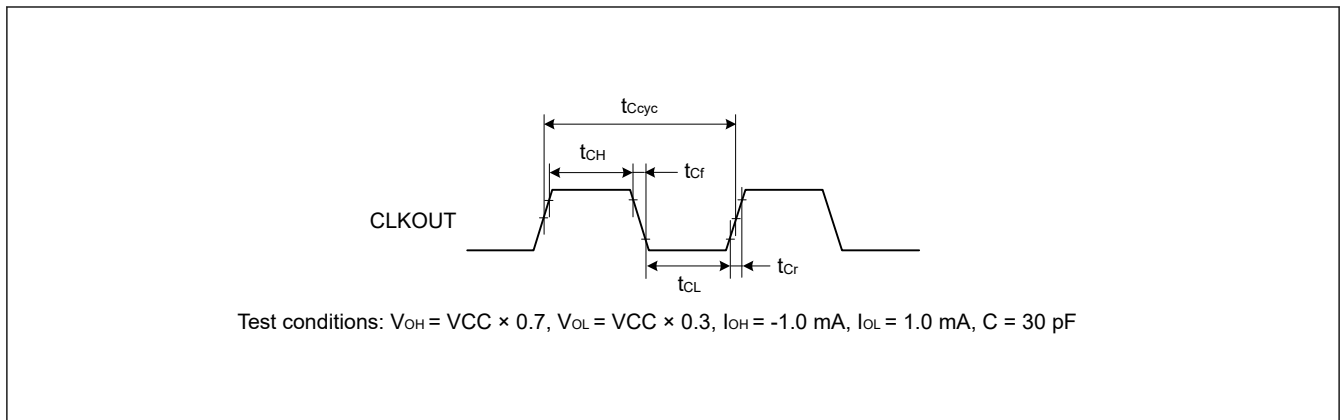 tCcyc
tCH
tCf
CLKOUT
tCr
tCL
Test conditions: VOH = VCC × 0.7, VOL = VCC × 0.3, IOH = -1.0 mA, IOL = 1.0 mA, C = 30 pF